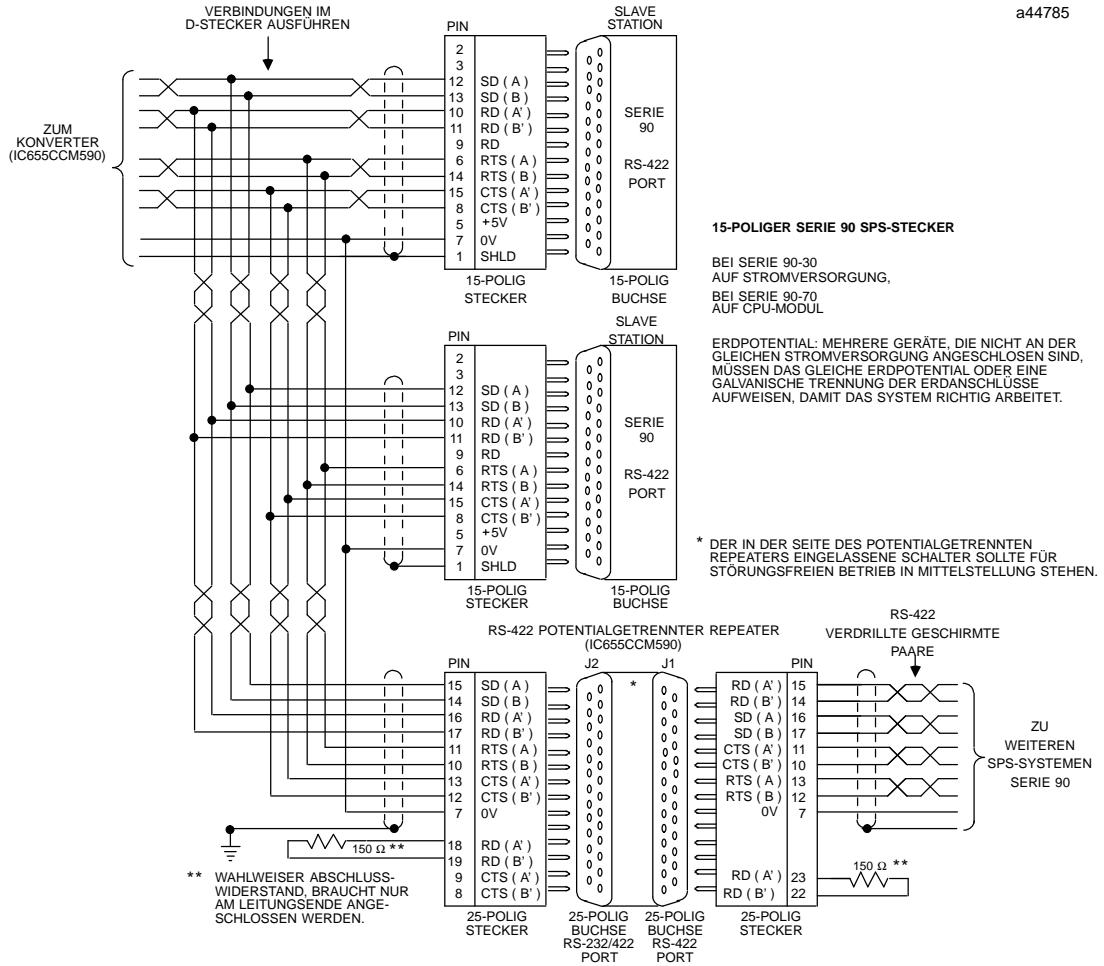 a44785
VERBINDUNGEN IM
D-STECKER AUSFÜHREN
ZUM
KONVERTER
(IC655CCM590)
PIN
SLAVE
STATION
2
3
12 SD ( A )
13 SD ( B )
10 RD ( A’)
11 RD ( B’ )
9 RD
6 RTS ( A )
14 RTS ( B )
15 CTS ( A’ )
8 CTS ( B’ )
5 +5V
7 0V
1 SHLD
SERIE
90
RS-422
PORT
15-POLIG
STECKER
15-POLIG
BUCHSE
15-POLIGER SERIE 90 SPS-STECKER
BEI SERIE 90-30
AUF STROMVERSORGUNG,
BEI SERIE 90-70
AUF CPU-MODUL
ERDPOTENTIAL: MEHRERE GERÄTE, DIE NICHT AN DER
GLEICHEN STROMVERSORGUNG ANGESCHLOSEN SIND,
MÜSSEN DAS GLEICHE ERDPOTENTIAL ODER EINE
GALVANISCHE TRENNUNG DER ERDANSCHLÜSSE
AUFWEISEN, DAMIT DAS SYSTEM RICHTIG ARBEITET.
PIN
SLAVE
STATION
2
3
12 SD ( A )
13 SD ( B )
10 RD ( A’ )
11 RD ( B’ )
9 RD
6 RTS ( A )
14 RTS ( B )
15 CTS ( A’ )
8 CTS ( B’ )
5 +5V
7 0V
1 SHLD
SERIE
90
RS-422
PORT
15-POLIG
STECKER
15-POLIG
BUCHSE
* DER IN DER SEITE DES POTENTIALGETRENNTEN
REPEATERS EINGELASSENE SCHALTER SOLLTE FÜR
STÖRUNGSFREIEN BETRIEB IN MITTELSTELLUNG STEHEN.
RS-422 POTENTIALGETRENNTER REPEATER
(IC655CCM590)
RS-422
VERDRILLTE GESCHIRMTE
PAARE
PIN
J2
*
J1
PIN
15 SD ( A )
14 SD ( B )
16 RD ( A’ )
17 RD ( B’ )
11 RTS ( A )
10 RTS ( B )
13 CTS ( A’ )
12 CTS ( B’ )
7 0V
18 RD ( A’ )
19 RD ( B’ )
9 CTS ( A’ )
8 CTS ( B’ )
RD ( A’ ) 15
RD ( B’ ) 14
SD ( A ) 16
SD ( B ) 17
CTS ( A’ ) 11
CTS ( B’ ) 10
RTS ( A ) 13
RTS ( B ) 12
0V 7
RD ( A’ ) 23
RD ( B’ ) 22
ZU
WEITEREN
SPS-SYSTEMEN
SERIE 90
150 Ω **
150 Ω **
** WAHLWEISER ABSCHLUSS-
WIDERSTAND, BRAUCHT NUR
AM LEITUNGSENDE ANGE-
SCHLOSSEN WERDEN.
25-POLIG
STECKER
25-POLIG
BUCHSE
RS-232/422
PORT
25-POLIG
BUCHSE
RS-422
PORT
25-POLIG
STECKER